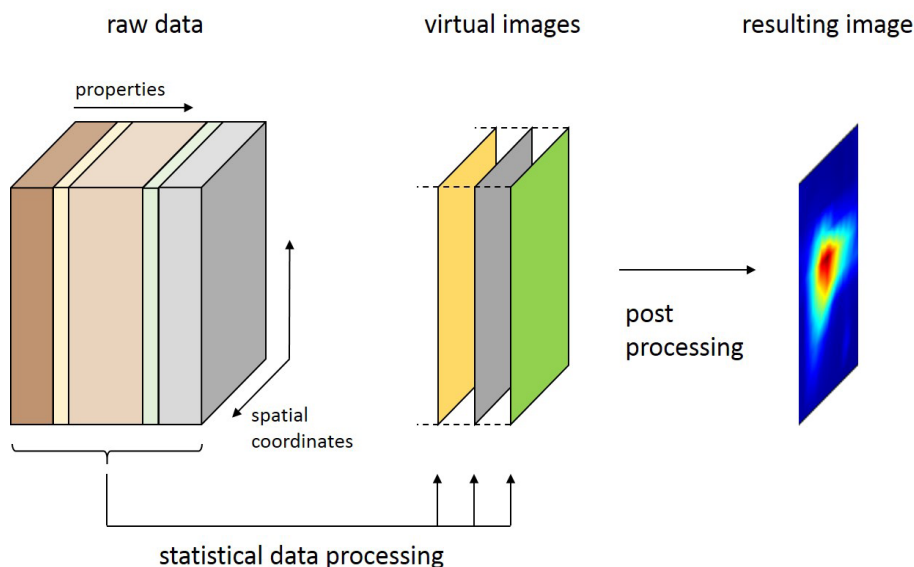 raw data
virtual images
resulting image
properties
spatial
coordinates
post
processing
statistical data processing